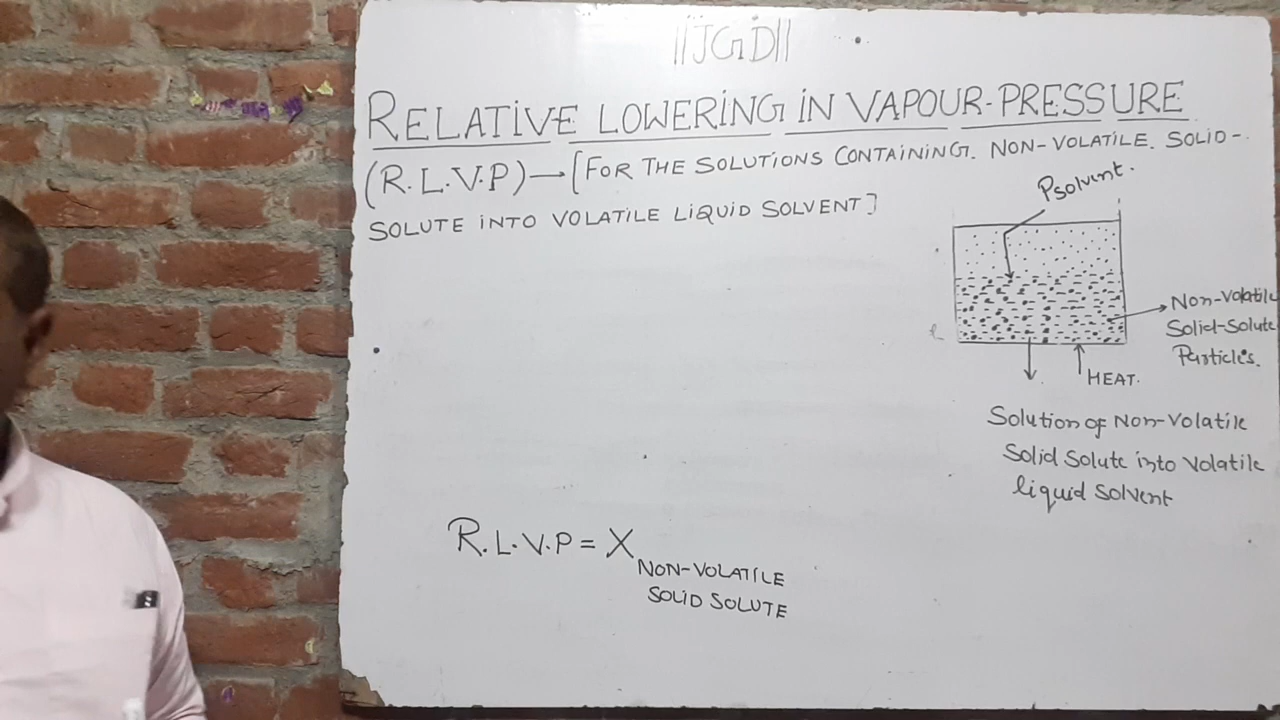 ||JGD||
RELATIVE LOWERING IN VAPOUR-PRESSURE
(R.L.V.P)→[FOR THE SOLUTIONS CONTAINING. NON-VOLATILE. SOLID-
SOLUTE INTO VOLATILE LIQUID SOLVENT]
Psolvent.
Non-Volatile
Solid-Solute
Particles.
HEAT.
Solution of Non-Volatile
Solid Solute into Volatile
liquid Solvent
R.L.V.P = X
NON-VOLATILE
SOLID SOLUTE